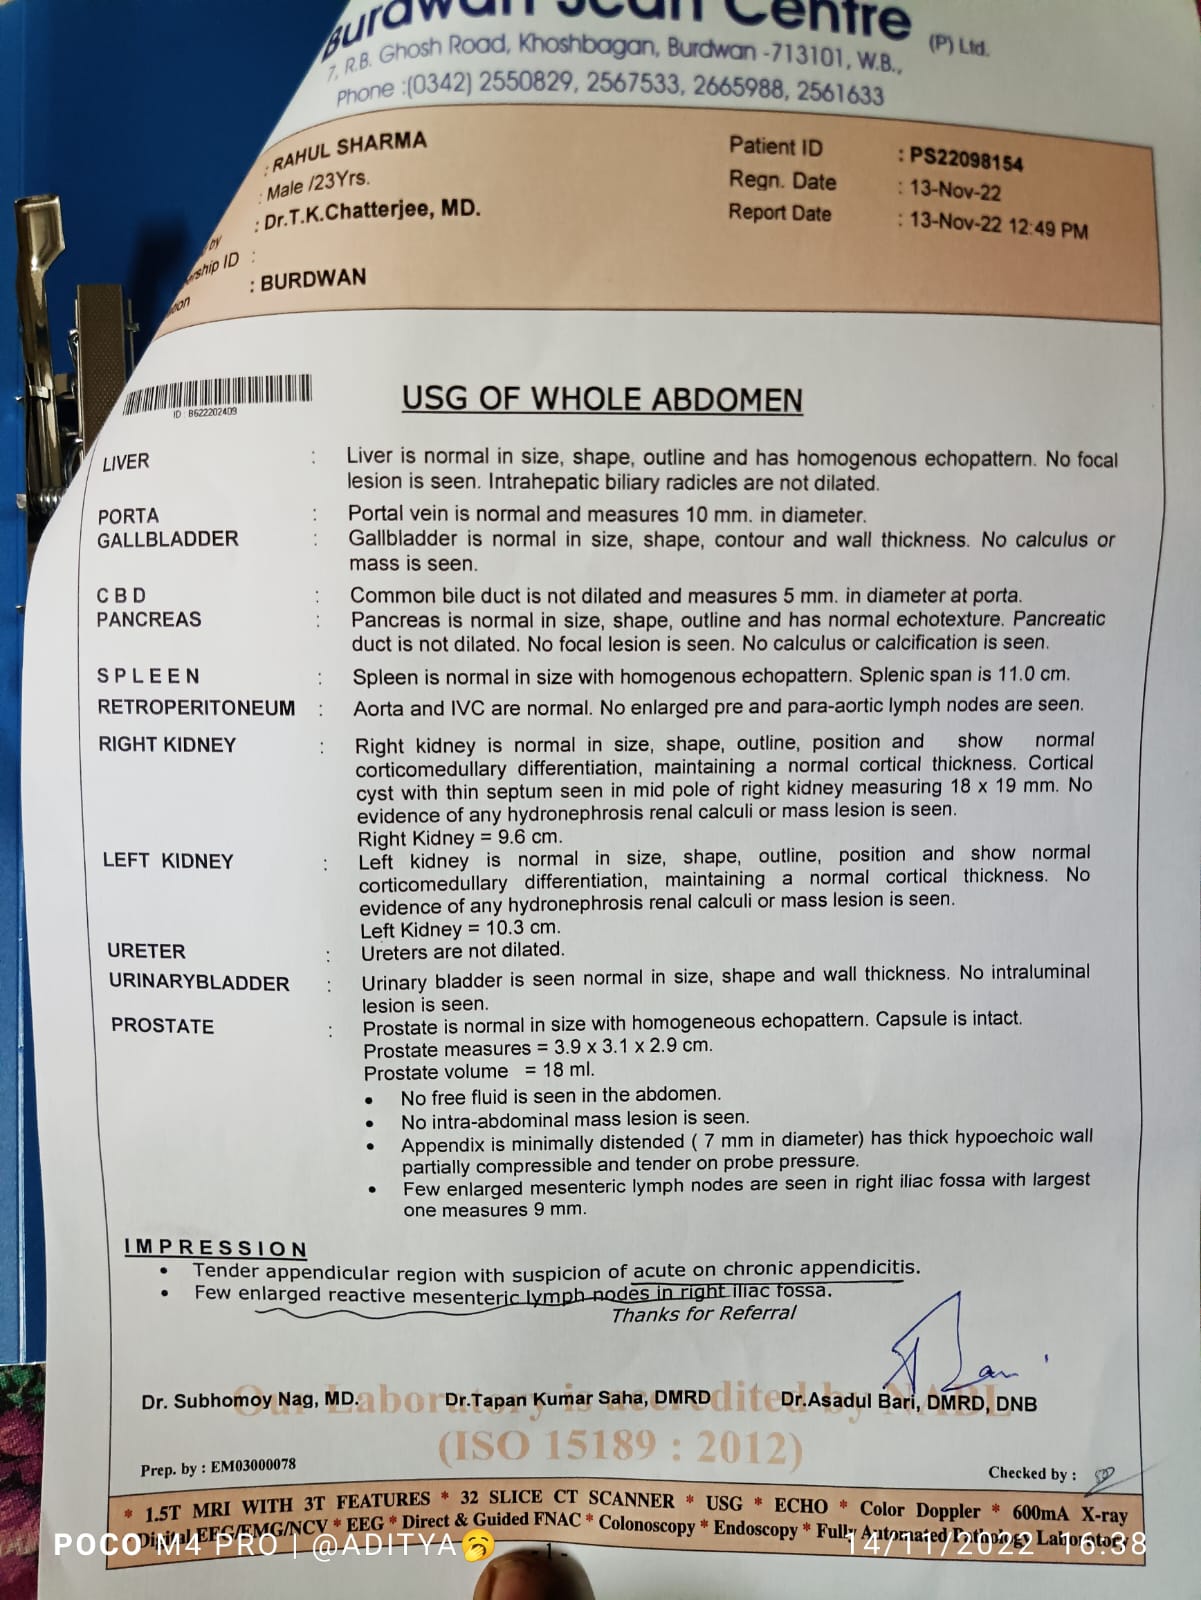 Burdwan Scan Centre (P) Ltd.
7, R.B. Ghosh Road, Khoshbagan, Burdwan -713101, W.B.,
Phone :(0342) 2550829, 2567533, 2665988, 2561633
: RAHUL SHARMA
: Male /23Yrs.
: Dr.T.K.Chatterjee, MD.
by
ership ID :
: BURDWAN
Patient ID : PS22098154
Regn. Date : 13-Nov-22
Report Date : 13-Nov-22 12:49 PM
ID : B622202409
USG OF WHOLE ABDOMEN
LIVER : Liver is normal in size, shape, outline and has homogenous echopattern. No focal
lesion is seen. Intrahepatic biliary radicles are not dilated.
PORTA : Portal vein is normal and measures 10 mm. in diameter.
GALLBLADDER : Gallbladder is normal in size, shape, contour and wall thickness. No calculus or
mass is seen.
C B D : Common bile duct is not dilated and measures 5 mm. in diameter at porta.
PANCREAS : Pancreas is normal in size, shape, outline and has normal echotexture. Pancreatic
duct is not dilated. No focal lesion is seen. No calculus or calcification is seen.
S P L E E N : Spleen is normal in size with homogenous echopattern. Splenic span is 11.0 cm.
RETROPERITONEUM : Aorta and IVC are normal. No enlarged pre and para-aortic lymph nodes are seen.
RIGHT KIDNEY : Right kidney is normal in size, shape, outline, position and show normal
corticomedullary differentiation, maintaining a normal cortical thickness. Cortical
cyst with thin septum seen in mid pole of right kidney measuring 18 x 19 mm. No
evidence of any hydronephrosis renal calculi or mass lesion is seen.
Right Kidney = 9.6 cm.
LEFT KIDNEY : Left kidney is normal in size, shape, outline, position and show normal
corticomedullary differentiation, maintaining a normal cortical thickness. No
evidence of any hydronephrosis renal calculi or mass lesion is seen.
Left Kidney = 10.3 cm.
URETER : Ureters are not dilated.
URINARYBLADDER : Urinary bladder is seen normal in size, shape and wall thickness. No intraluminal
lesion is seen.
PROSTATE : Prostate is normal in size with homogeneous echopattern. Capsule is intact.
Prostate measures = 3.9 x 3.1 x 2.9 cm.
Prostate volume = 18 ml.
• No free fluid is seen in the abdomen.
• No intra-abdominal mass lesion is seen.
• Appendix is minimally distended ( 7 mm in diameter) has thick hypoechoic wall
partially compressible and tender on probe pressure.
• Few enlarged mesenteric lymph nodes are seen in right iliac fossa with largest
one measures 9 mm.
I M P R E S S I O N
• Tender appendicular region with suspicion of acute on chronic appendicitis.
• Few enlarged reactive mesenteric lymph nodes in right iliac fossa.
Thanks for Referral
Our Laboratory is accredited by NABL
Dr. Subhomoy Nag, MD. Dr.Tapan Kumar Saha, DMRD Dr.Asadul Bari, DMRD, DNB
(ISO 15189 : 2012)
Prep. by : EM03000078 Checked by :
* 1.5T MRI WITH 3T FEATURES * 32 SLICE CT SCANNER * USG * ECHO * Color Doppler * 600mA X-ray
Digital EEG/EMG/NCV * EEG * Direct & Guided FNAC * Colonoscopy * Endoscopy * Fully Automated Pathology Laboratory
POCO M4 PRO | @ADITYA🥱 14/11/2022 16:38
- 1 -